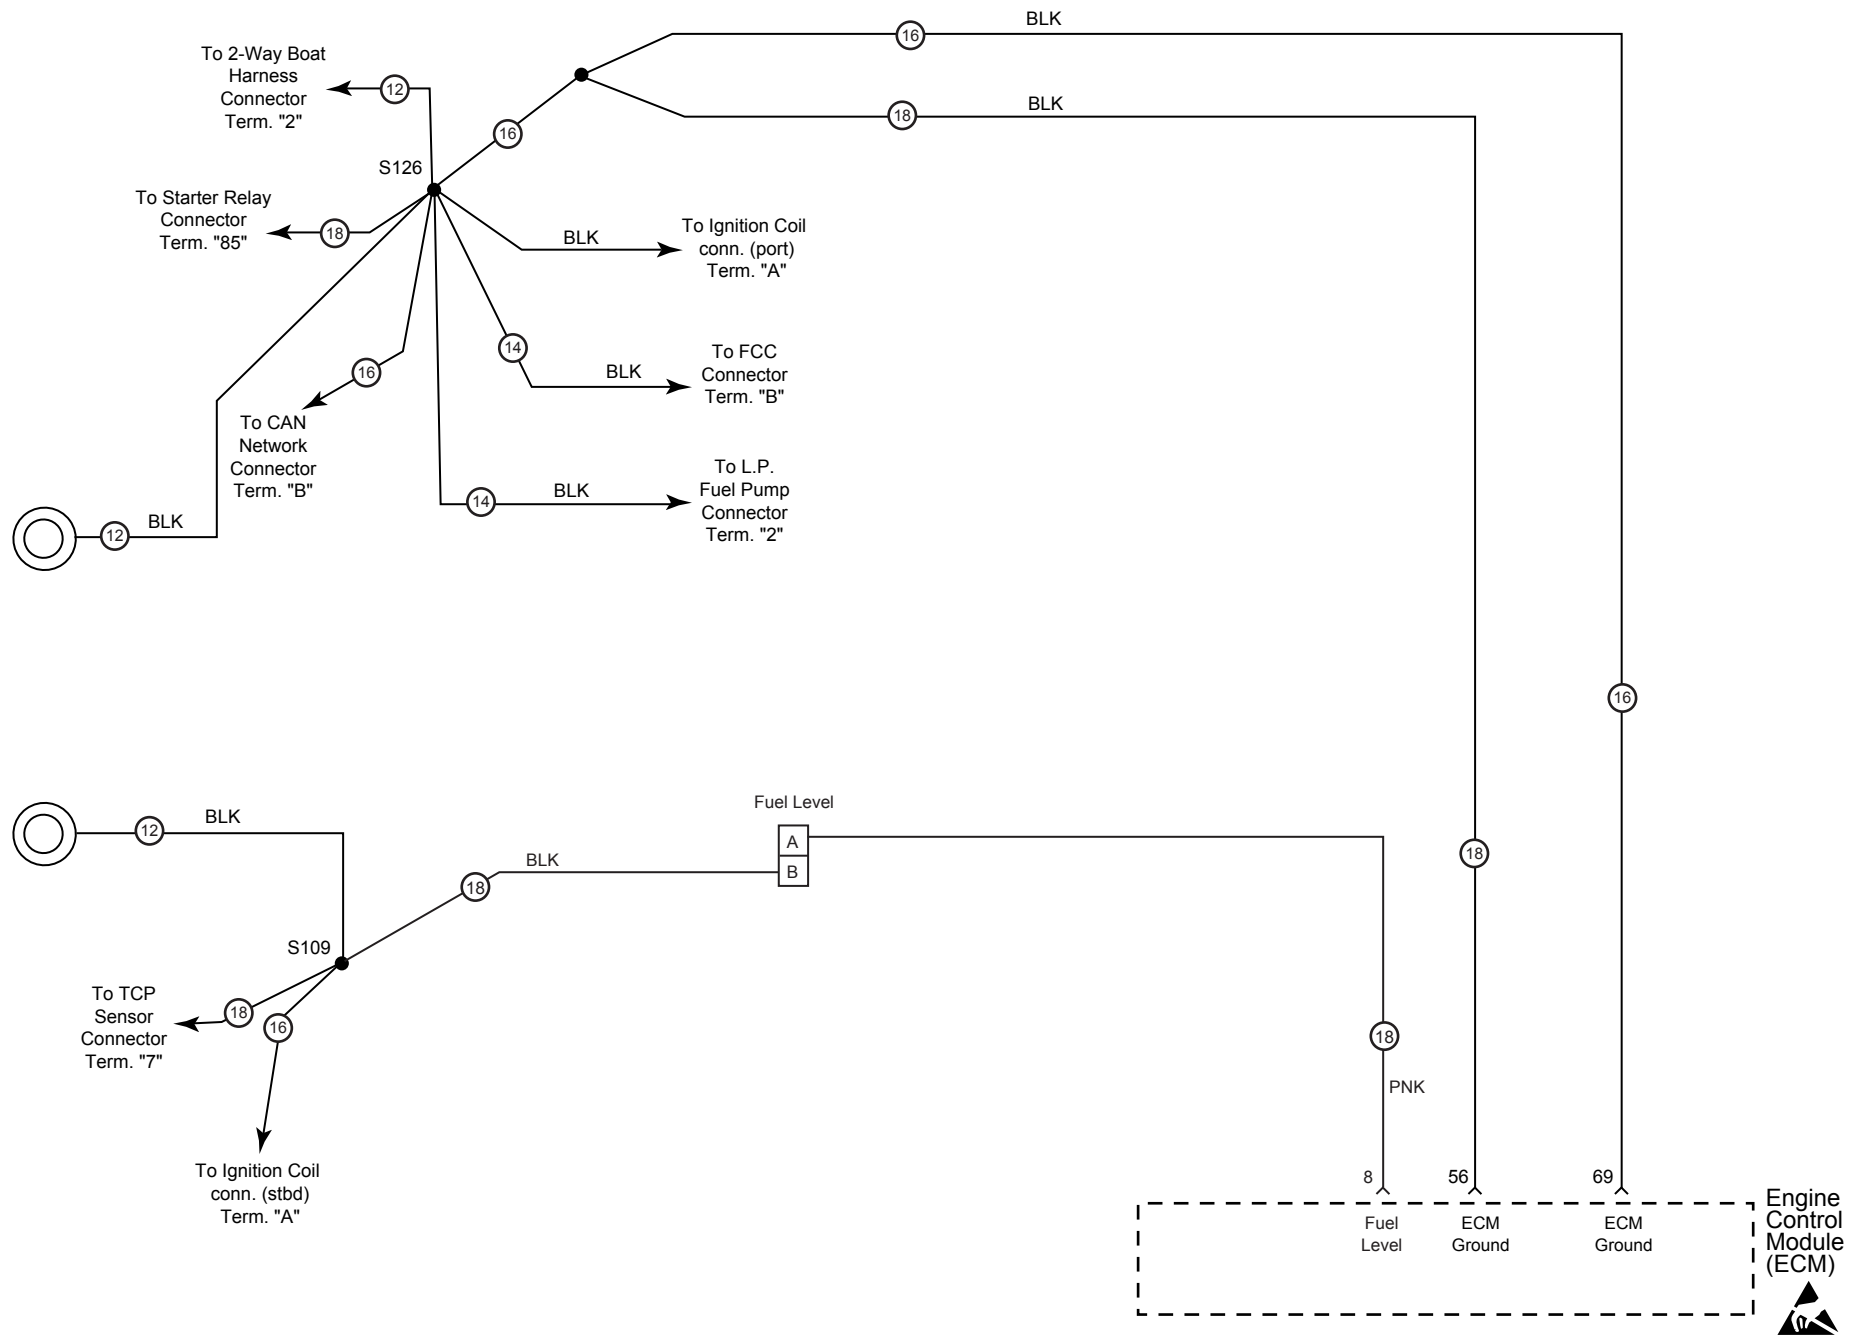 BLK
16
To 2-Way Boat
Harness
Connector
Term. "2"
12
BLK
18
16
S126
To Starter Relay
Connector
Term. "85"
18
BLK
To Ignition Coil
conn. (port)
Term. "A"
14
BLK
To FCC
Connector
Term. "B"
16
To CAN
Network
Connector
Term. "B"
14
BLK
To L.P.
Fuel Pump
Connector
Term. "2"
12
BLK
16
12
BLK
Fuel Level
A
B
BLK
18
18
S109
To TCP
Sensor
Connector
Term. "7"
18
16
18
PNK
To Ignition Coil
conn. (stbd)
Term. "A"
8
56
69
Fuel
Level
ECM
Ground
ECM
Ground
Engine
Control
Module
(ECM)